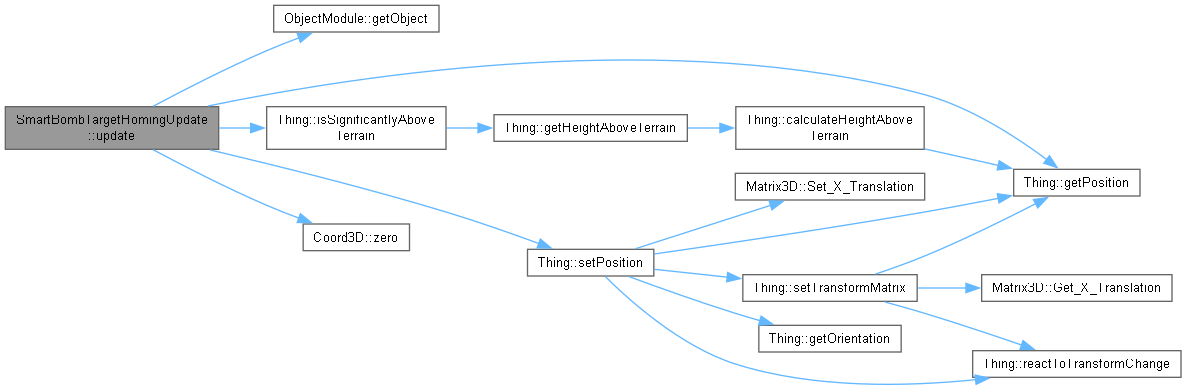 ObjectModule::getObject
SmartBombTargetHomingUpdate
::update
Thing::isSignificantlyAbove
Terrain
Thing::getHeightAboveTerrain
Thing::calculateHeightAbove
Terrain
Thing::getPosition
Matrix3D::Set_X_Translation
Coord3D::zero
Thing::setPosition
Thing::setTransformMatrix
Matrix3D::Get_X_Translation
Thing::getOrientation
Thing::reactToTransformChange